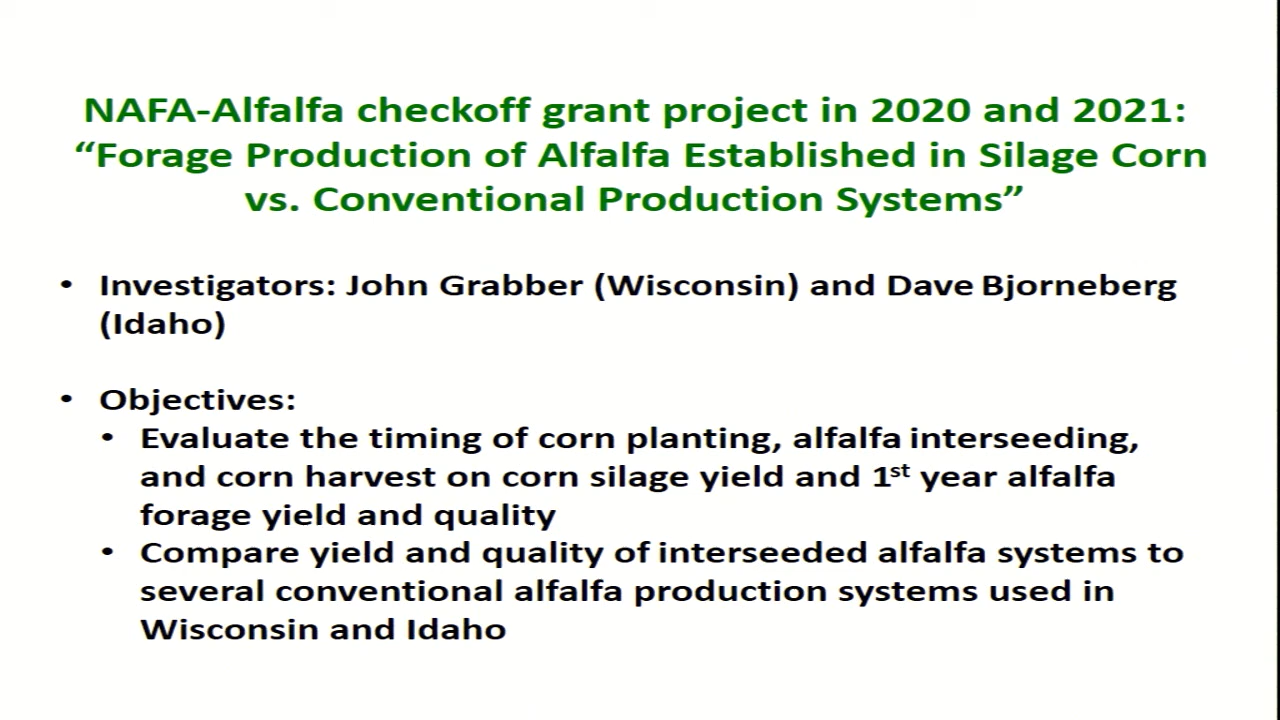 NAFA-Alfalfa checkoff grant project in 2020 and 2021:
“Forage Production of Alfalfa Established in Silage Corn
vs. Conventional Production Systems”
• Investigators: John Grabber (Wisconsin) and Dave Bjorneberg
(Idaho)
• Objectives:
• Evaluate the timing of corn planting, alfalfa interseeding,
and corn harvest on corn silage yield and 1st year alfalfa
forage yield and quality
• Compare yield and quality of interseeded alfalfa systems to
several conventional alfalfa production systems used in
Wisconsin and Idaho